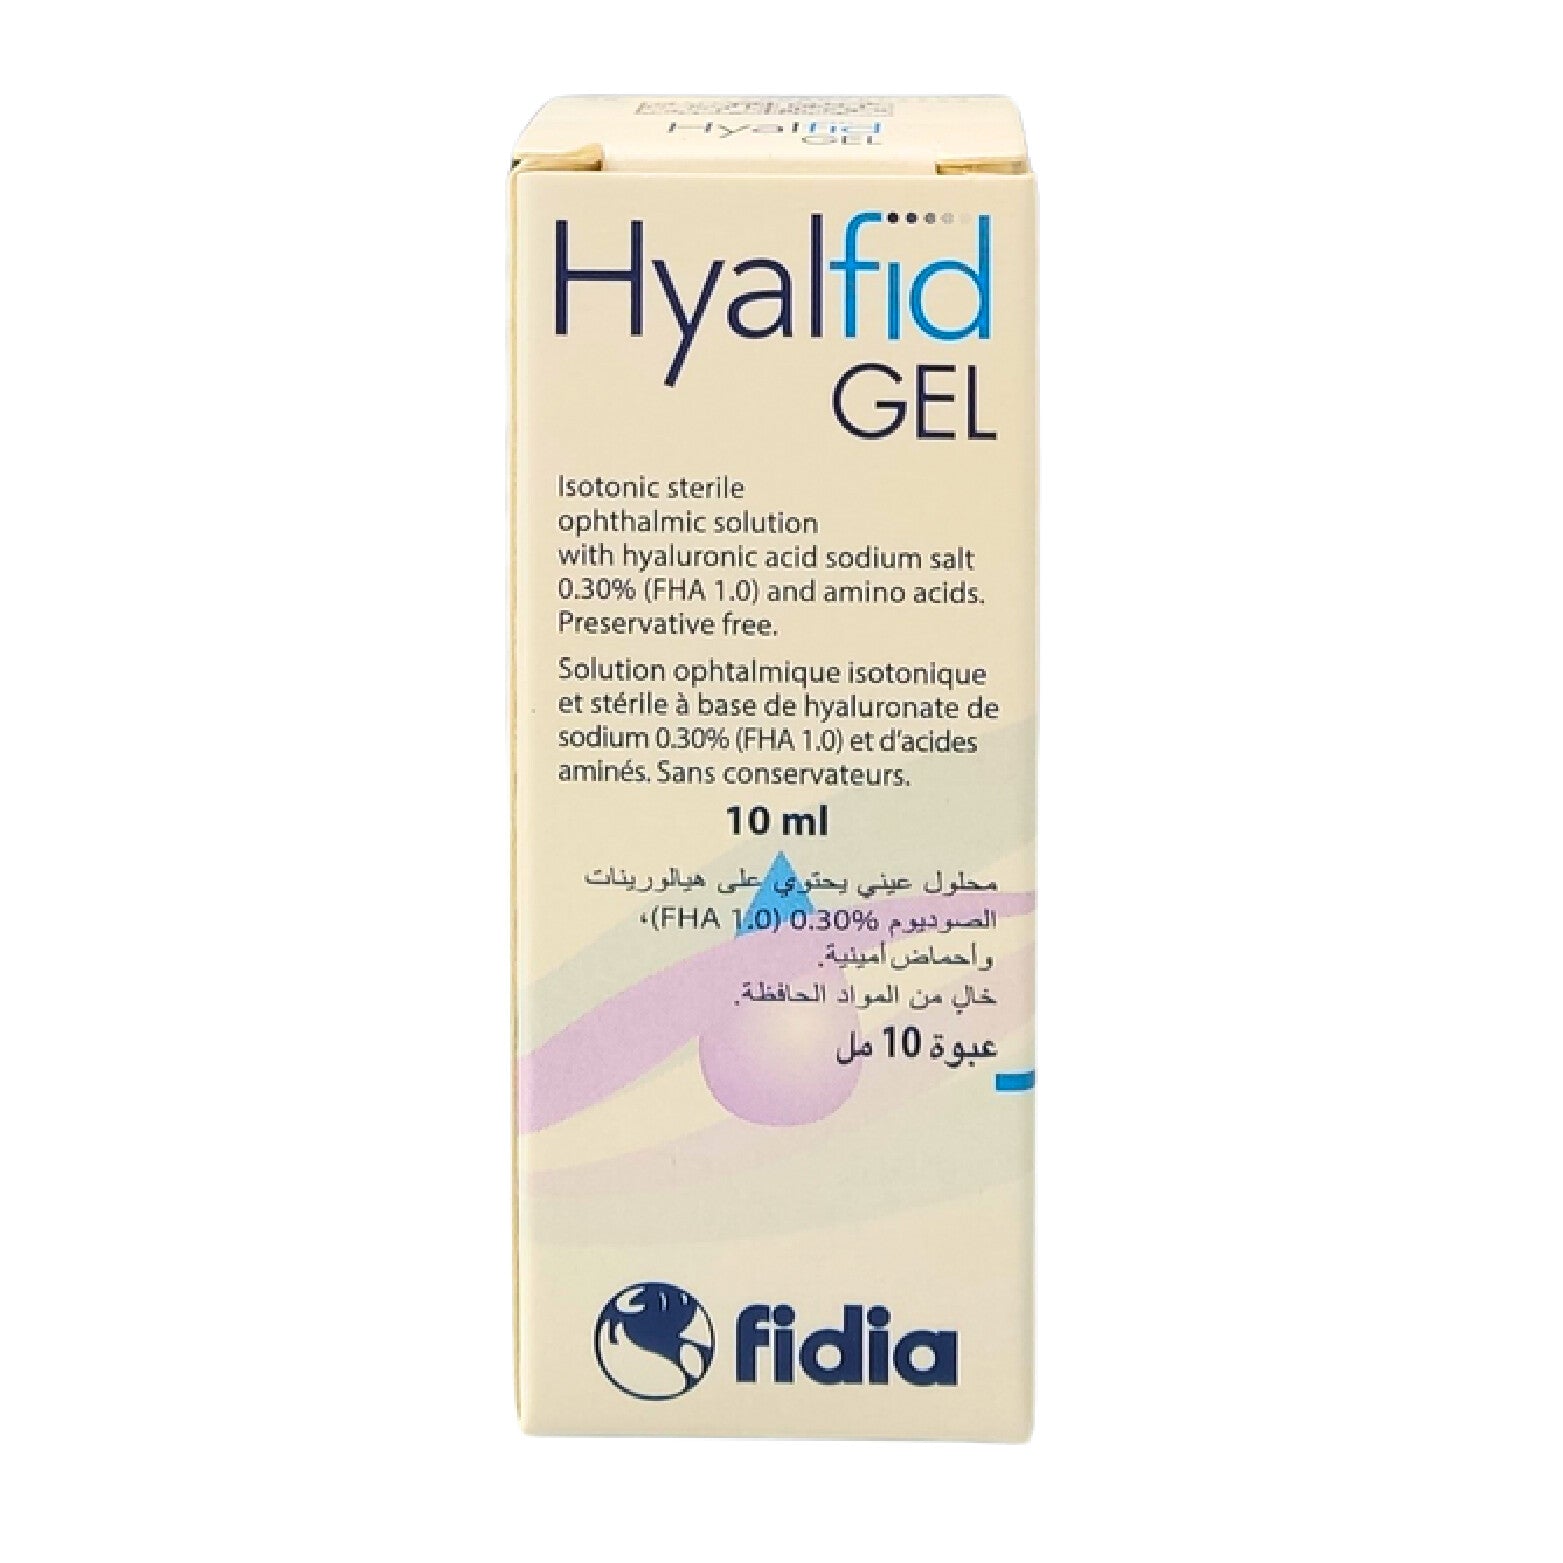 Hyalfid
GEL
Hyalfid
GEL
Isotonic sterile
ophthalmic solution
with hyaluronic acid sodium salt
0.30% (FHA 1.0) and amino acids.
Preservative free.
Solution ophtalmique isotonique
et stérile à base de hyaluronate de
sodium 0.30% (FHA 1.0) et d'acides
aminés. Sans conservateurs.
10 ml
محلول عيني يحتوي على هيالورينات
الصوديوم 0.30% (FHA 1.0)،
وأحماض أمينية.
خالٍ من المواد الحافظة.
عبوة 10 مل
fidia